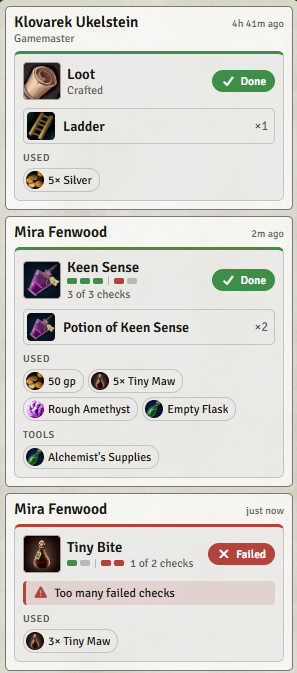 Klovarek Ukelstein
4h 41m ago
Gamemaster
Loot
Crafted
Done
Ladder
×1
USED
5× Silver
Mira Fenwood
2m ago
Keen Sense
3 of 3 checks
Done
Potion of Keen Sense
×2
USED
50 gp
5× Tiny Maw
Rough Amethyst
Empty Flask
TOOLS
Alchemist's Supplies
Mira Fenwood
just now
Tiny Bite
1 of 2 checks
Failed
Too many failed checks
USED
3× Tiny Maw